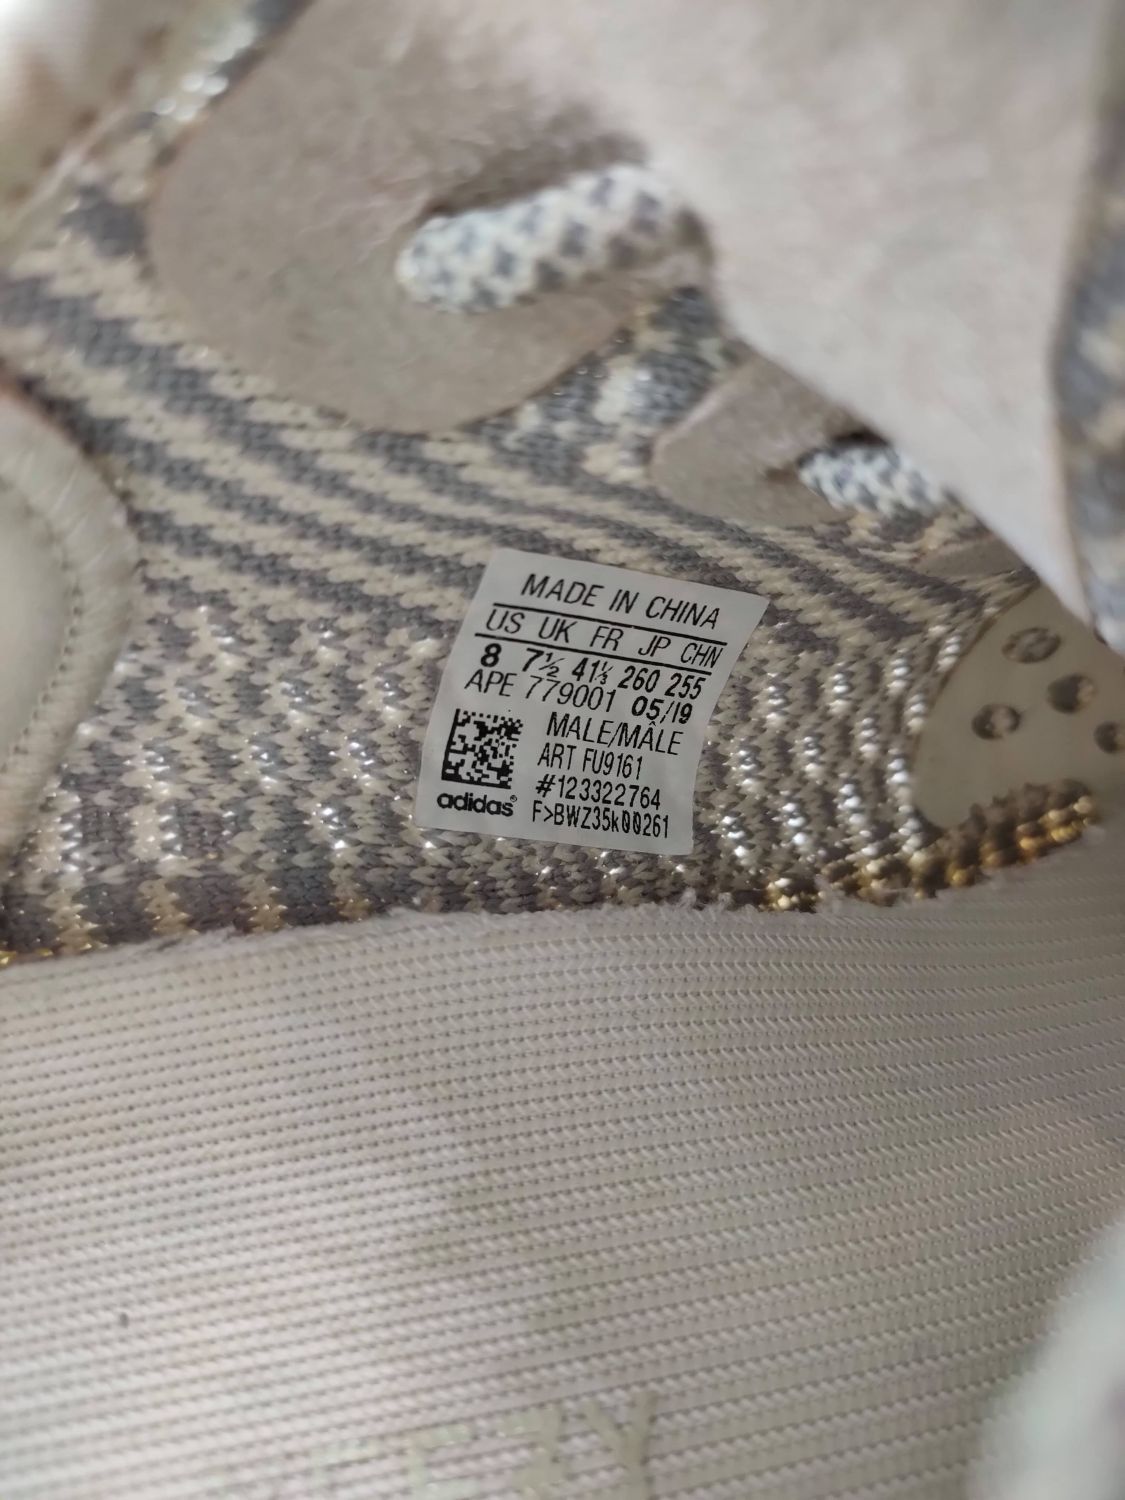 MADE IN CHINA
US UK FR JP CHN
8 7½ 41⅓ 260 255
APE 779001 05/19
MALE/MÂLE
ART FU9161
#123322764
adidas® F>BWZ35k00261